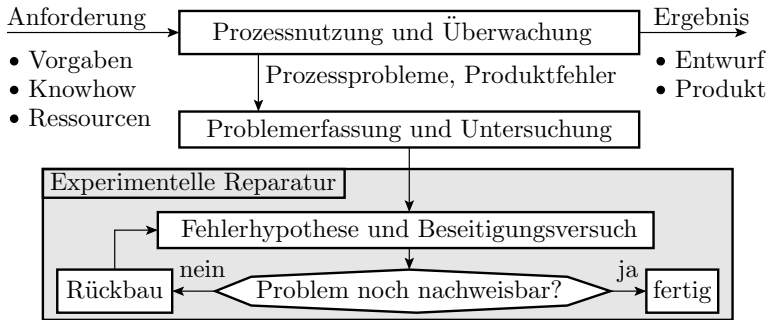 Anforderung
Prozessnutzung und Überwachung
Ergebnis
• Vorgaben
• Knowhow
• Ressourcen
Prozessprobleme, Produktfehler
• Entwurf
• Produkt
Problemerfassung und Untersuchung
Experimentelle Reparatur
Fehlerhypothese und Beseitigungsversuch
nein
ja
Rückbau
Problem noch nachweisbar?
fertig